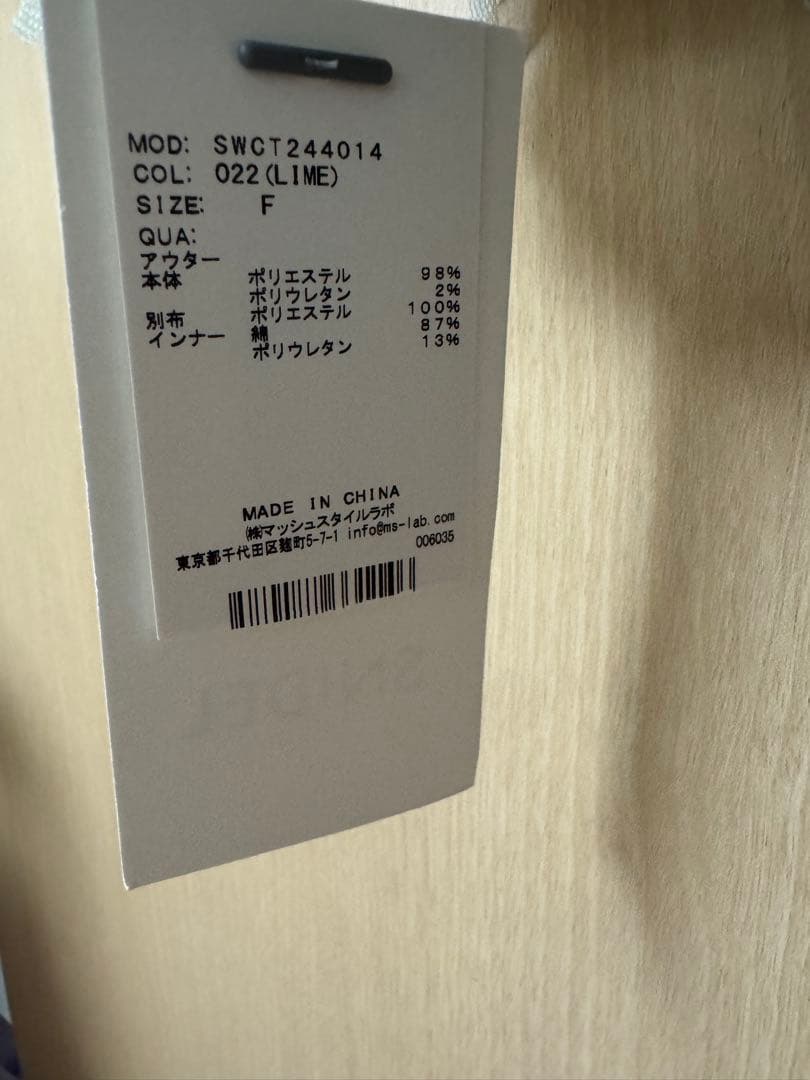 MOD: SWCT244014
COL: 022(LIME)
SIZE: F
QUA:
アウター
本体 ポリエステル 98%
ポリウレタン 2%
別布 ポリエステル 100%
インナー 綿 87%
ポリウレタン 13%
MADE IN CHINA
㈱マッシュスタイルラボ
東京都千代田区麹町5-7-1 info@ms-lab.com
006035
SNIDEL